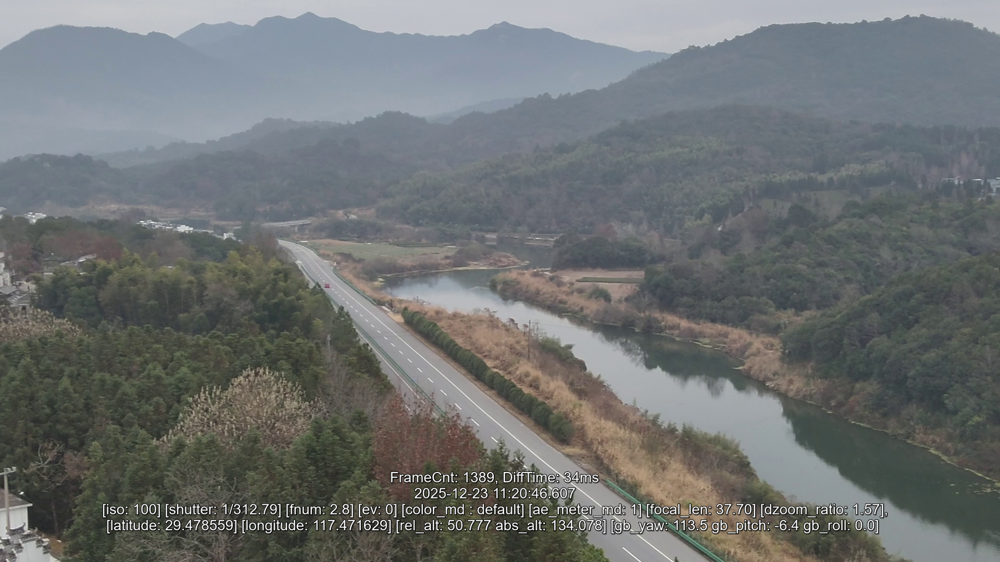 FrameCnt: 1389, DiffTime: 34ms
2025-12-23 11:20:46.607
[iso: 100] [shutter: 1/312.79] [fnum: 2.8] [ev: 0] [color_md : default] [ae_meter_md: 1] [focal_len: 37.70] [dzoom_ratio: 1.57],
[latitude: 29.478559] [longitude: 117.471629] [rel_alt: 50.777 abs_alt: 134.078] [gb_yaw: 113.5 gb_pitch: -6.4 gb_roll: 0.0]